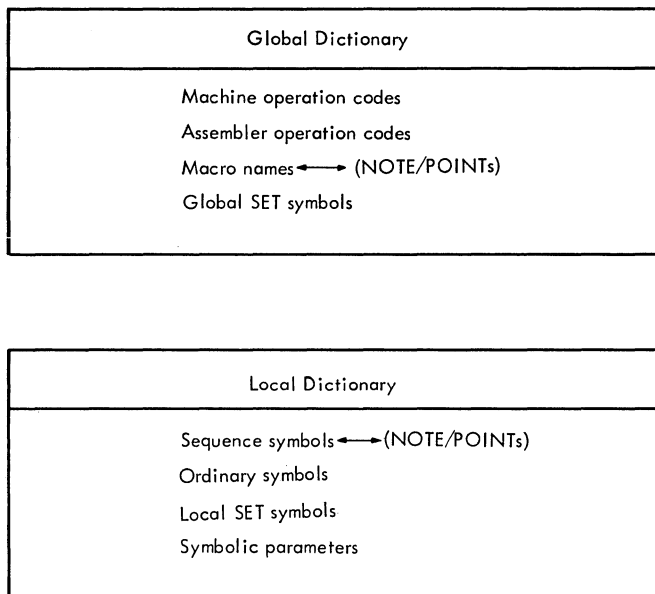 Global Dictionary
Machine operation codes
Assembler operation codes
Macro names ↔ (NOTE/POINTs)
Global SET symbols
Local Dictionary
Sequence symbols ↔ (NOTE/POINTs)
Ordinary symbols
Local SET symbols
Symbolic parameters